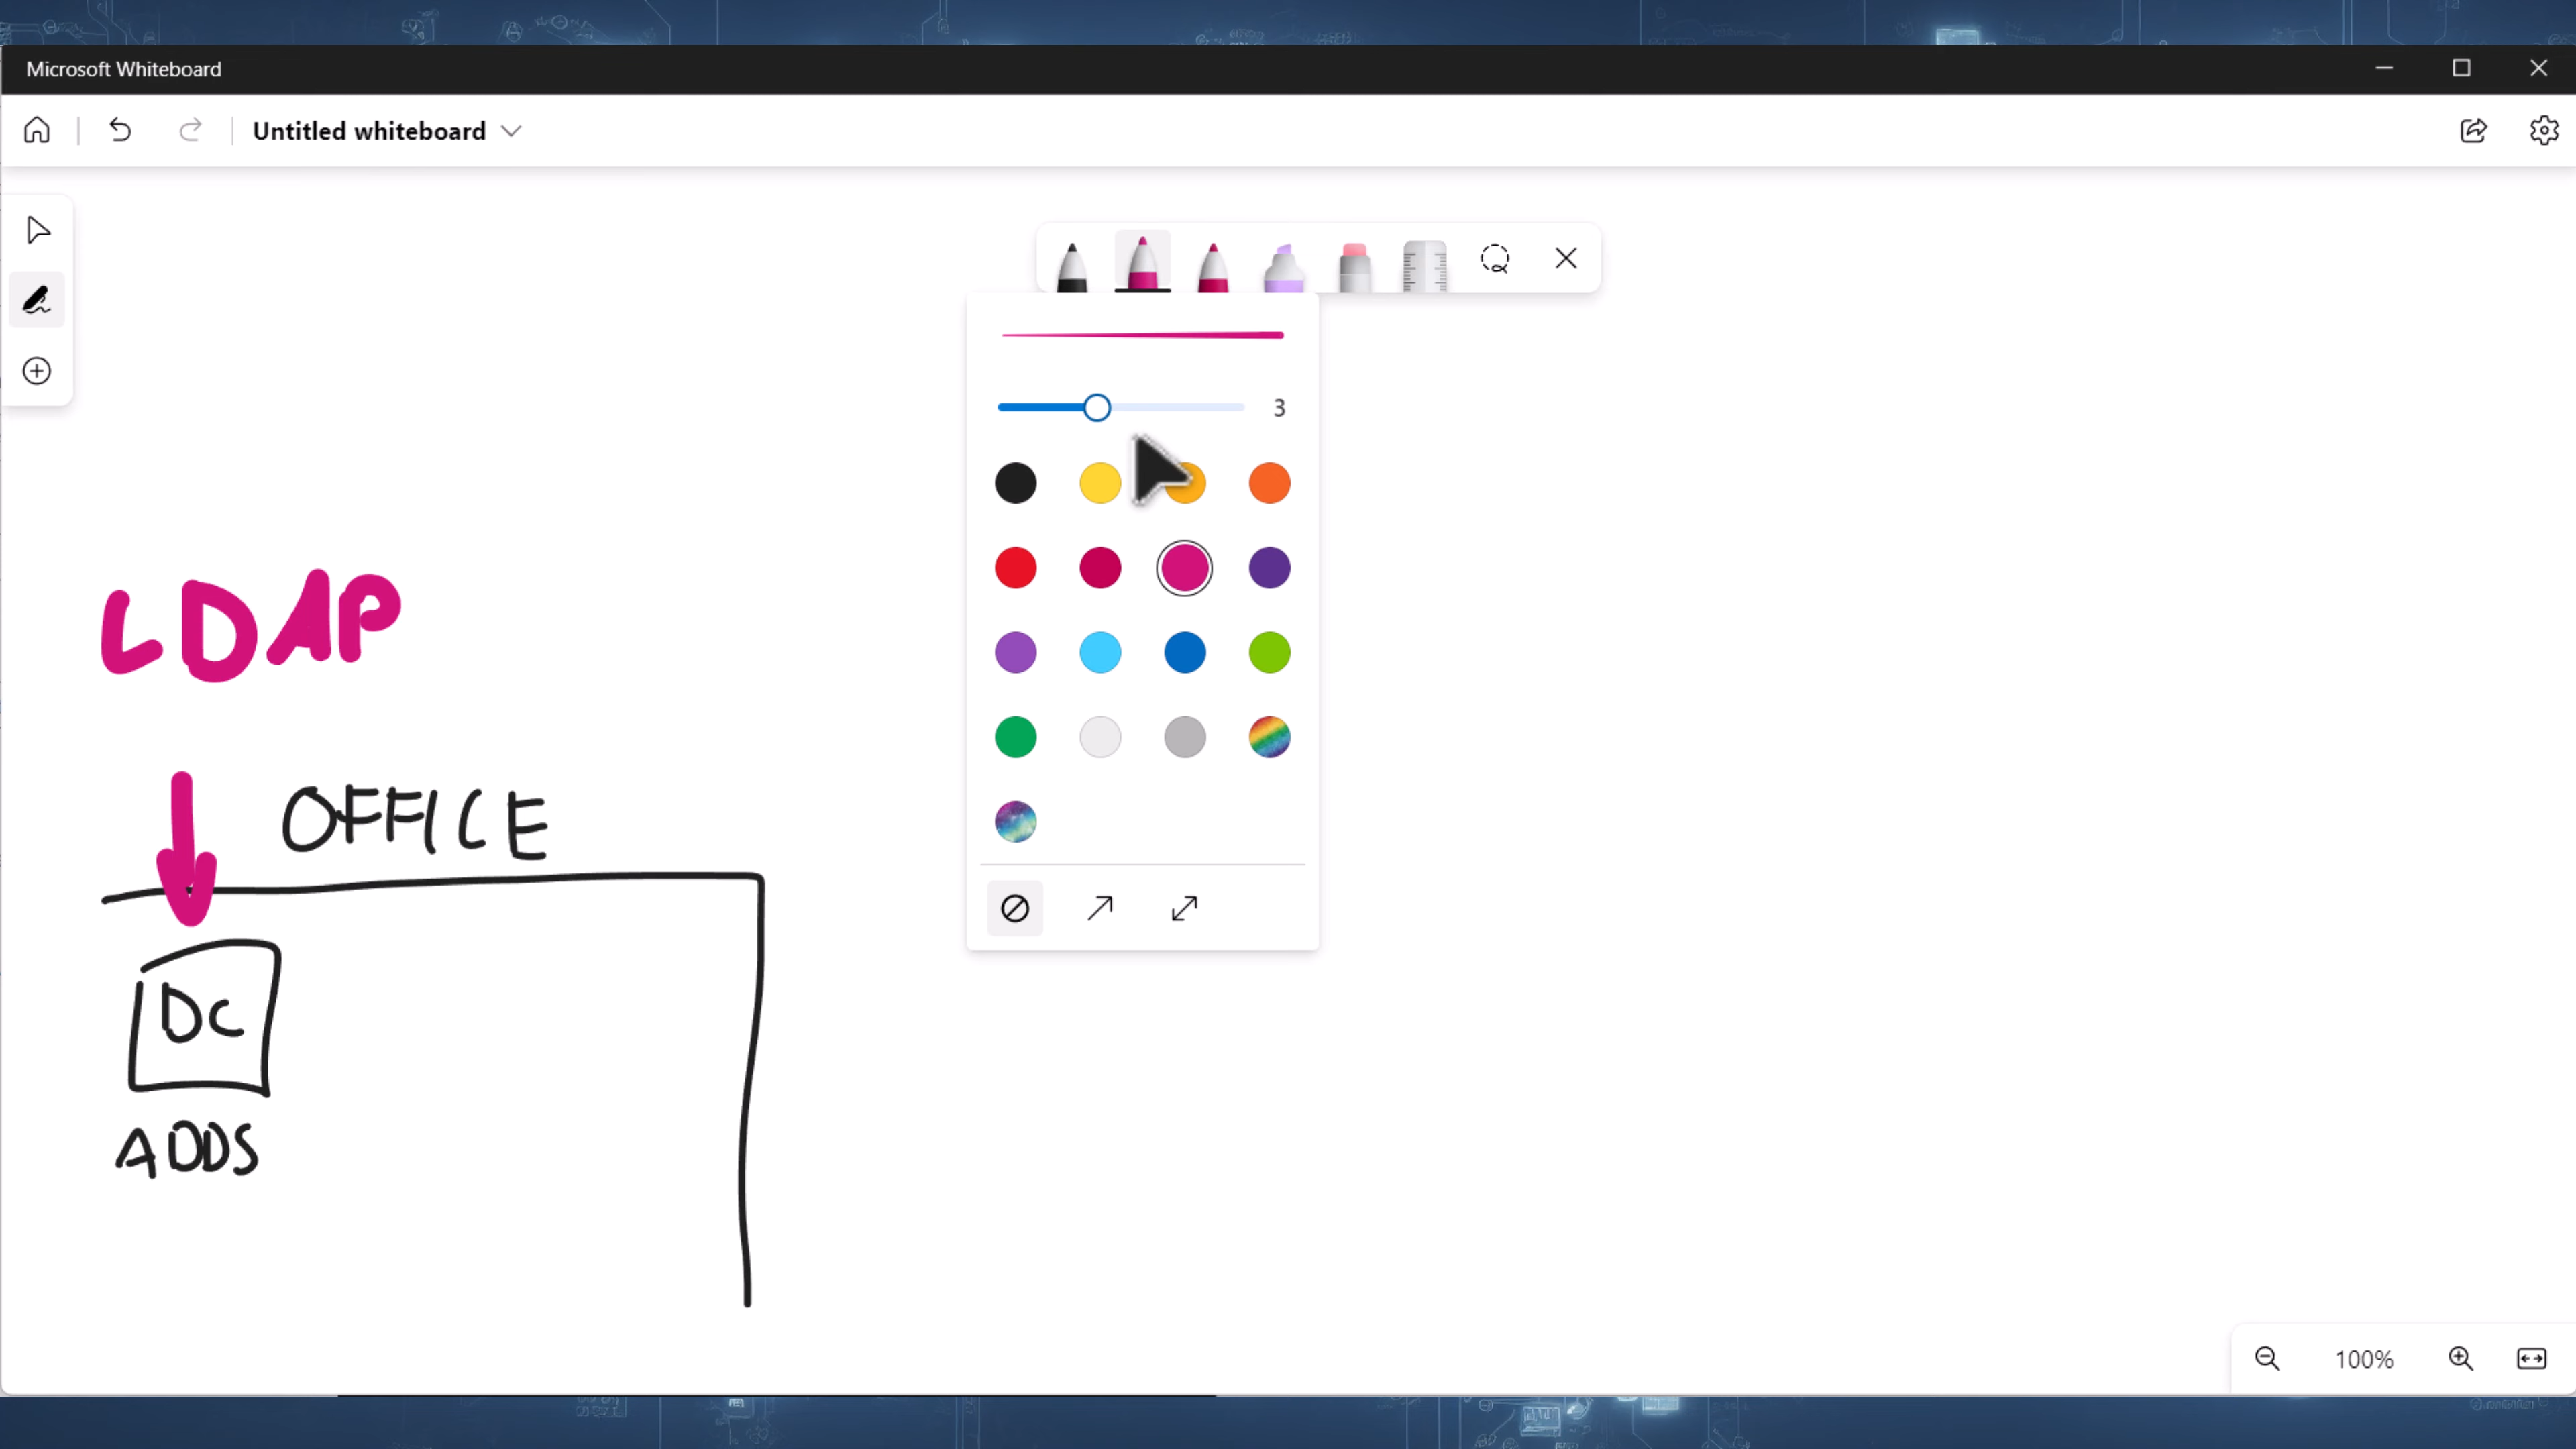 Microsoft Whiteboard
Untitled whiteboard
3
LDAP
OFFICE
DC
ADDS
100%